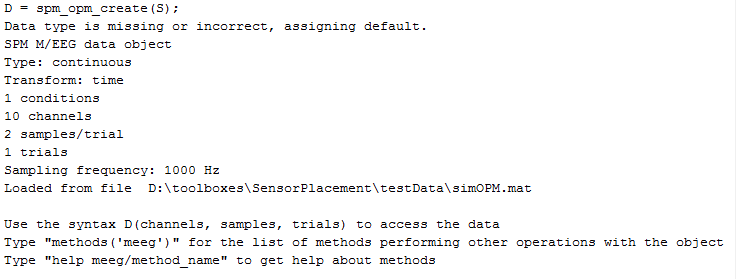 D = spm_opm_create(S);
Data type is missing or incorrect, assigning default.
SPM M/EEG data object
Type: continuous
Transform: time
1 conditions
10 channels
2 samples/trial
1 trials
Sampling frequency: 1000 Hz
Loaded from file  D:\toolboxes\SensorPlacement\testData\simOPM.mat
Use the syntax D(channels, samples, trials) to access the data
Type "methods('meeg')" for the list of methods performing other operations with the object
Type "help meeg/method_name" to get help about methods